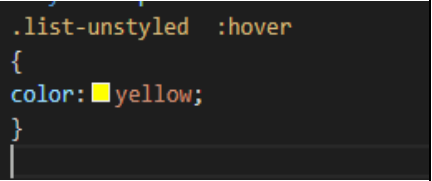 .list-unstyled  :hover
{
color: yellow;
}